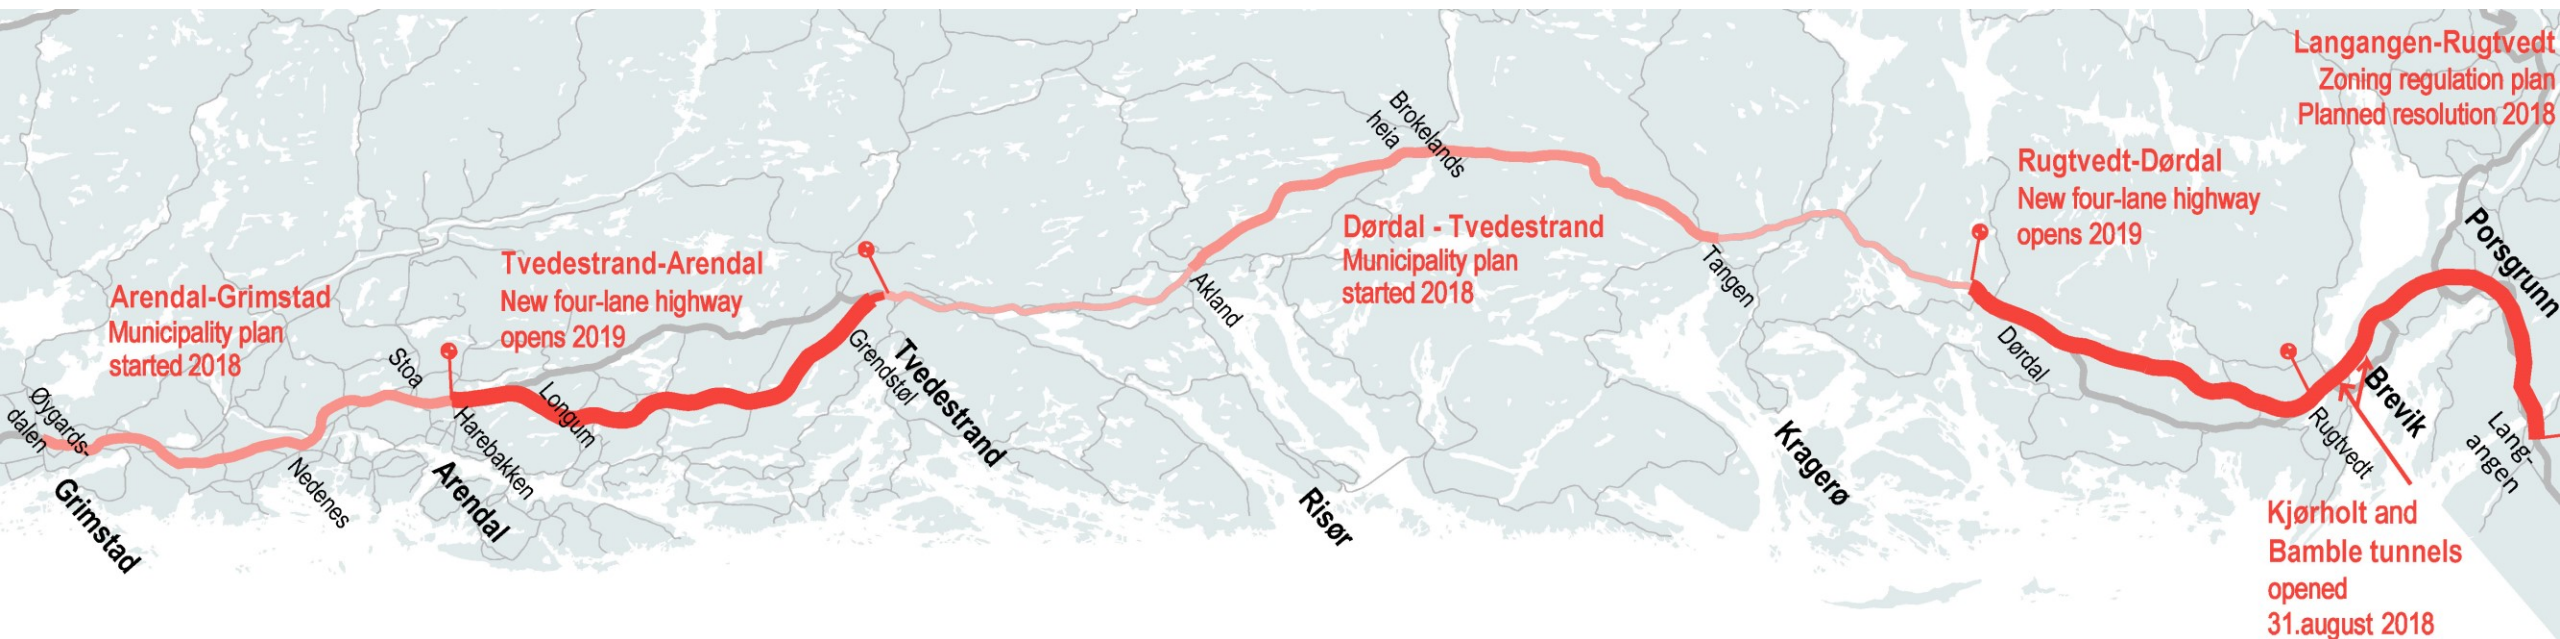 Arendal-Grimstad
Municipality plan
started 2018
Tvedestrand-Arendal
New four-lane highway
opens 2019
Dørdal - Tvedestrand
Municipality plan
started 2018
Rugtvedt-Dørdal
New four-lane highway
opens 2019
Langangen-Rugtvedt
Zoning regulation plan
Planned resolution 2018
Kjørholt and
Bamble tunnels
opened
31.august 2018
Øygards-
dalen
Grimstad
Nedenes
Stoa
Arendal
Harebakken
Longum
Grendstøl
Tvedestrand
Akland
Risør
Brokelands
heia
Tangen
Kragerø
Dørdal
Rugtvedt
Brevik
Porsgrunn
Lang-
angen